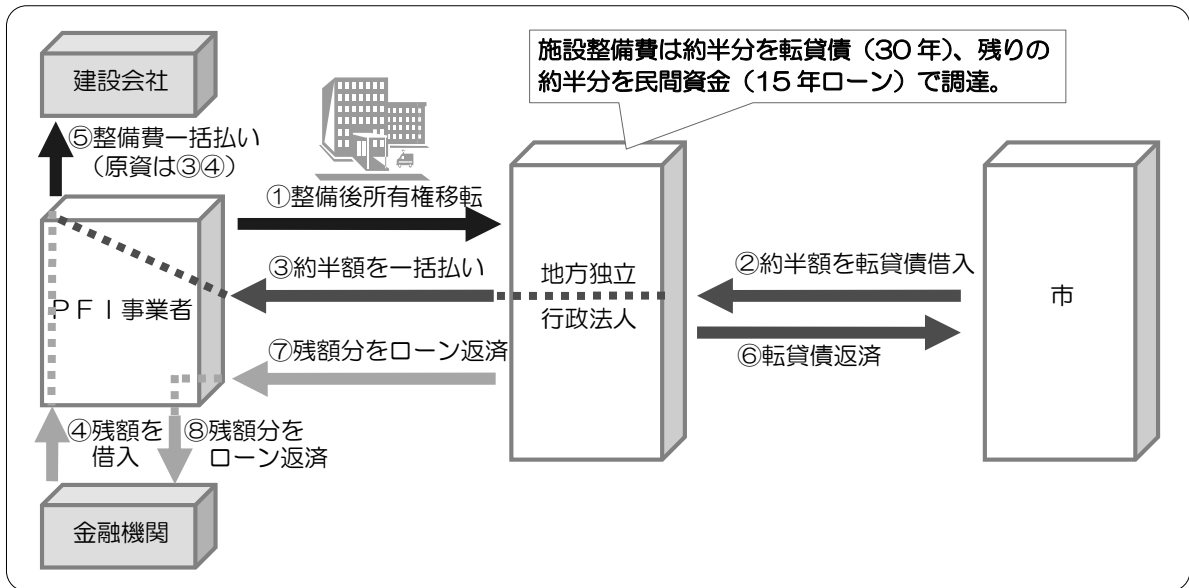 施設整備費は約半分を転貸債（30年）、残りの
約半分を民間資金（15年ローン）で調達。
建設会社
⑤整備費一括払い
（原資は③④）
①整備後所有権移転
③約半額を一括払い
地方独立
行政法人
②約半額を転貸債借入
市
ＰＦＩ事業者
⑦残額分をローン返済
⑥転貸債返済
④残額を
借入
⑧残額分を
ローン返済
金融機関